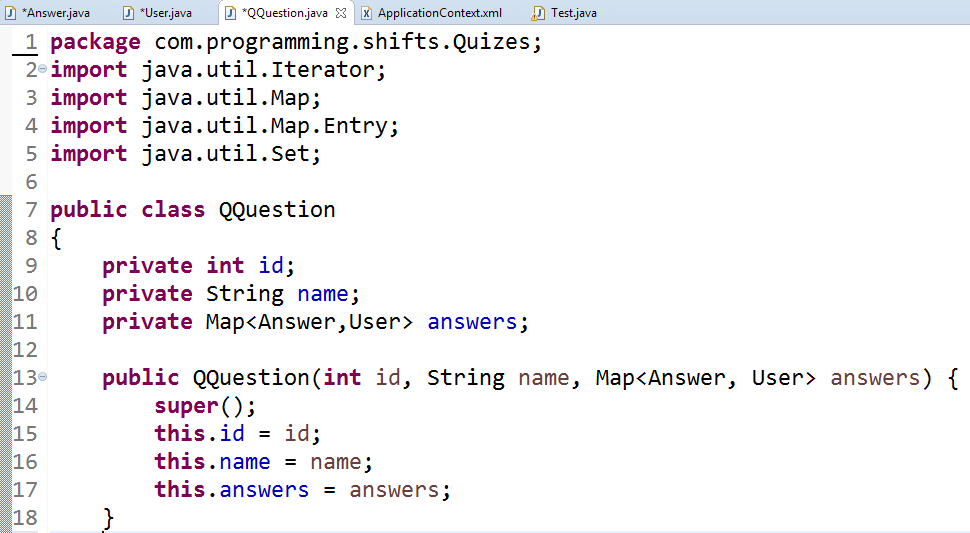 *Answer.java *User.java *QQuestion.java ApplicationContext.xml Test.java
1 package com.programming.shifts.Quizes;
2 import java.util.Iterator;
3 import java.util.Map;
4 import java.util.Map.Entry;
5 import java.util.Set;
6
7 public class QQuestion
8 {
9     private int id;
10     private String name;
11     private Map<Answer,User> answers;
12
13     public QQuestion(int id, String name, Map<Answer, User> answers) {
14         super();
15         this.id = id;
16         this.name = name;
17         this.answers = answers;
18     }